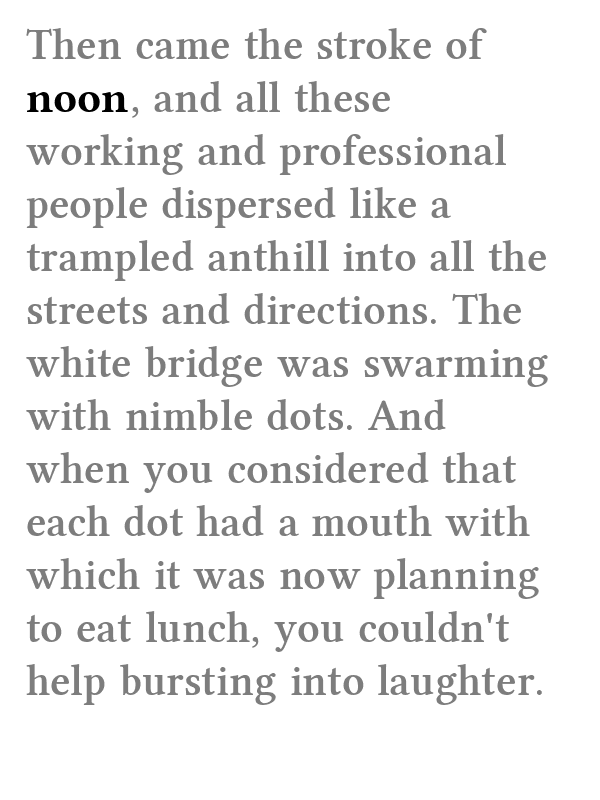 Then came the stroke of
noon, and all these
working and professional
people dispersed like a
trampled anthill into all the
streets and directions. The
white bridge was swarming
with nimble dots. And
when you considered that
each dot had a mouth with
which it was now planning
to eat lunch, you couldn't
help bursting into laughter.